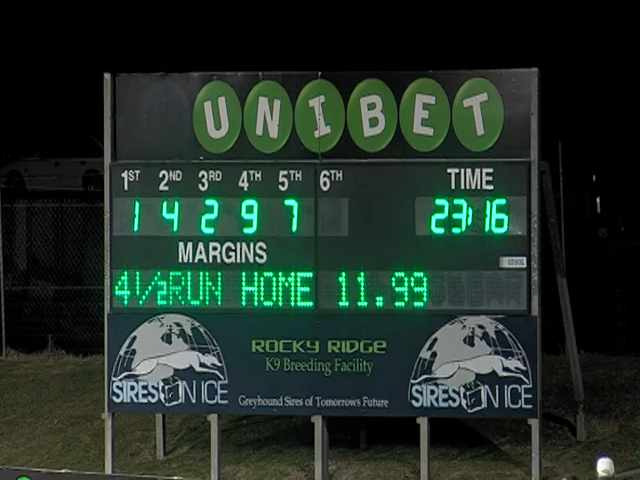 UNIBET
1ST 2ND 3RD 4TH 5TH 6TH TIME
1 4 2 9 7 23:16
MARGINS
4½RUN HOME 11.99
ROCKY RIDGE
K9 Breeding Facility
SIRES ON ICE
SIRES ON ICE
Greyhound Sires of Tomorrows Future